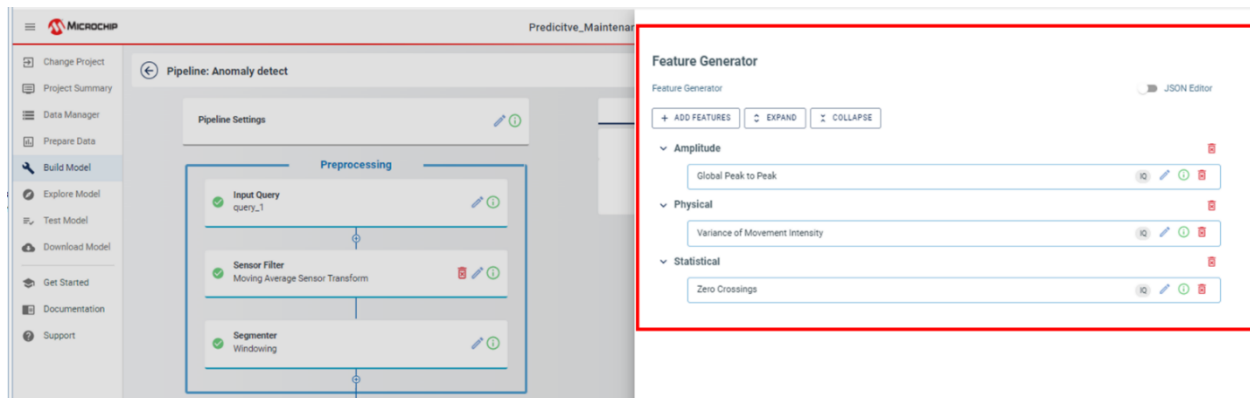 MICROCHIP
Predicitve_Maintenan
Change Project
Project Summary
Data Manager
Prepare Data
Build Model
Explore Model
Test Model
Download Model
Get Started
Documentation
Support
Pipeline: Anomaly detect
Pipeline Settings
Preprocessing
Input Query
query_1
Sensor Filter
Moving Average Sensor Transform
Segmenter
Windowing
Feature Generator
Feature Generator
JSON Editor
+ ADD FEATURES
EXPAND
COLLAPSE
Amplitude
Global Peak to Peak
IQ
Physical
Variance of Movement Intensity
IQ
Statistical
Zero Crossings
IQ